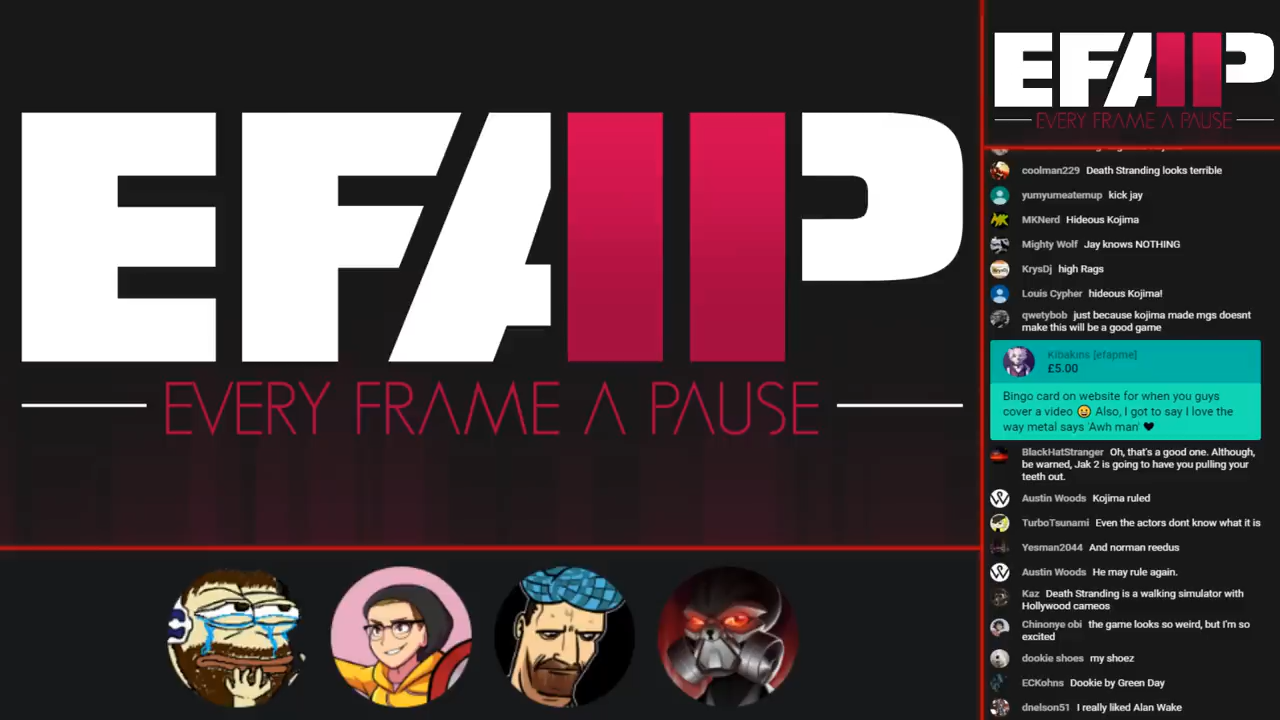 EFAP
EVERY FRAME A PAUSE
EFAP
EVERY FRAME A PAUSE
coolman229 Death Stranding looks terrible
yumyumeatemup kick jay
MKNerd Hideous Kojima
Mighty Wolf Jay knows NOTHING
KrysDj high Rags
Louis Cypher hideous Kojima!
qwetybob just because kojima made mgs doesnt
make this will be a good game
Kibakins [efapme]
£5.00
Bingo card on website for when you guys
cover a video 😆 Also, I got to say I love the
way metal says 'Awh man' ♥
BlackHatStranger Oh, that's a good one. Although,
be warned, Jak 2 is going to have you pulling your
teeth out.
Austin Woods Kojima ruled
TurboTsunami Even the actors dont know what it is
Yesman2044 And norman reedus
Austin Woods He may rule again.
Kaz Death Stranding is a walking simulator with
Hollywood cameos
Chinonye obi the game looks so weird, but I'm so
excited
dookie shoes my shoez
ECKohns Dookie by Green Day
dnelson51 I really liked Alan Wake